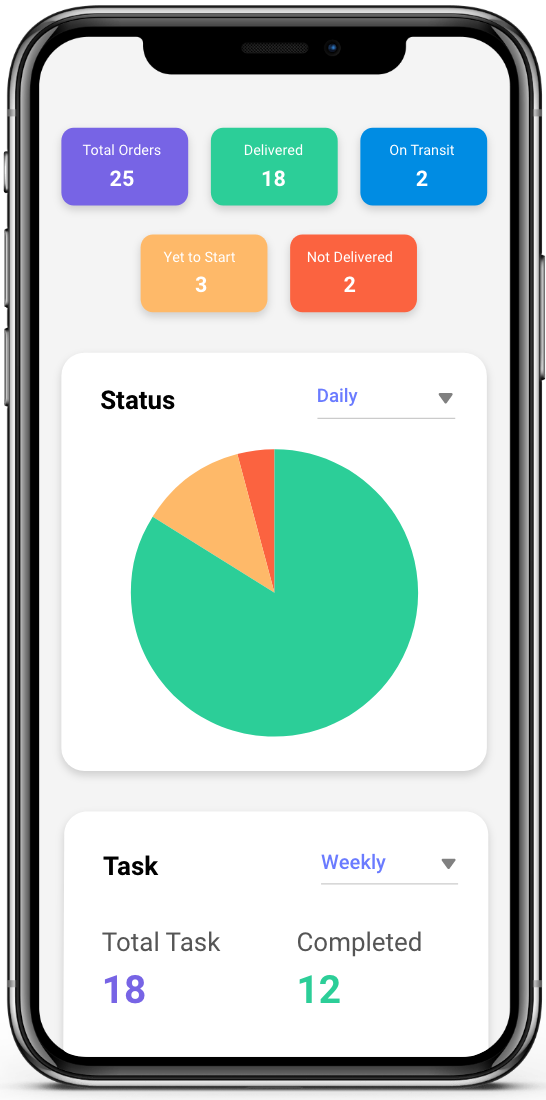 Total Orders
25
Delivered
18
On Transit
2
Yet to Start
3
Not Delivered
2
Status
Daily
Task
Weekly
Total Task
18
Completed
12